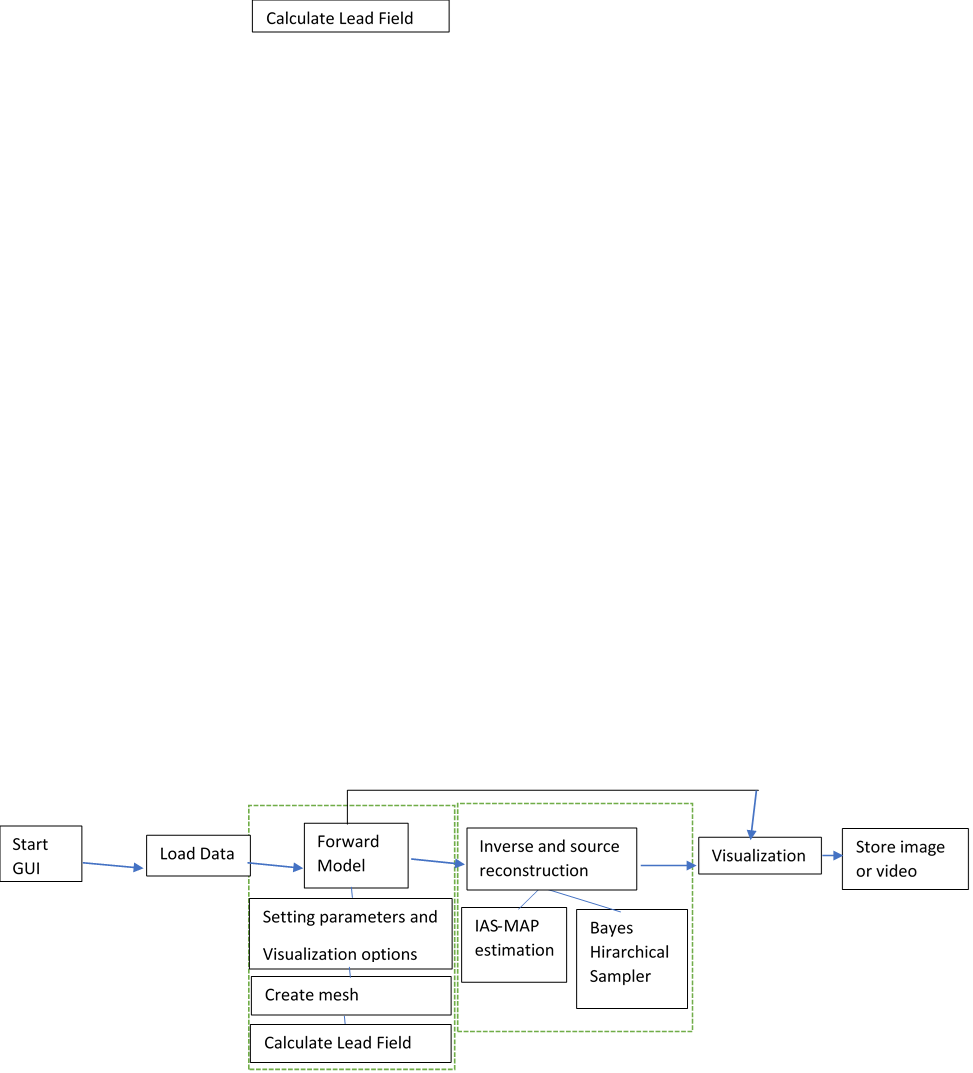 Calculate Lead Field
Start
GUI
Load Data
Forward
Model
Setting parameters and
Visualization options
Create mesh
Calculate Lead Field
Inverse and source
reconstruction
IAS-MAP
estimation
Bayes
Hirarchical
Sampler
Visualization
Store image
or video